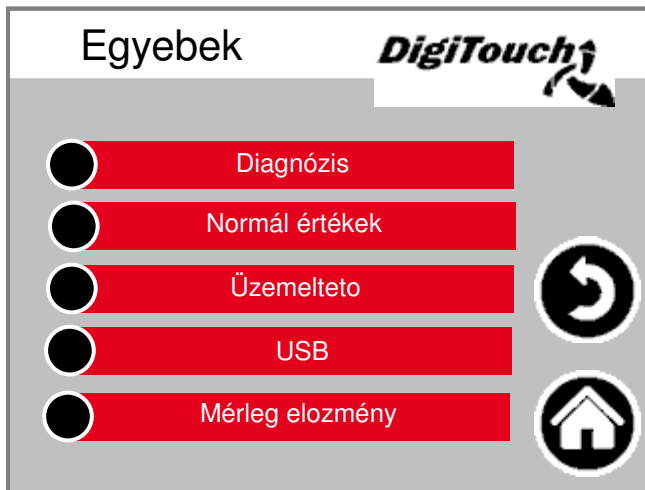 Egyebek
DigiTouch
Diagnózis
Normál értékek
Üzemelteto
USB
Mérleg elozmény